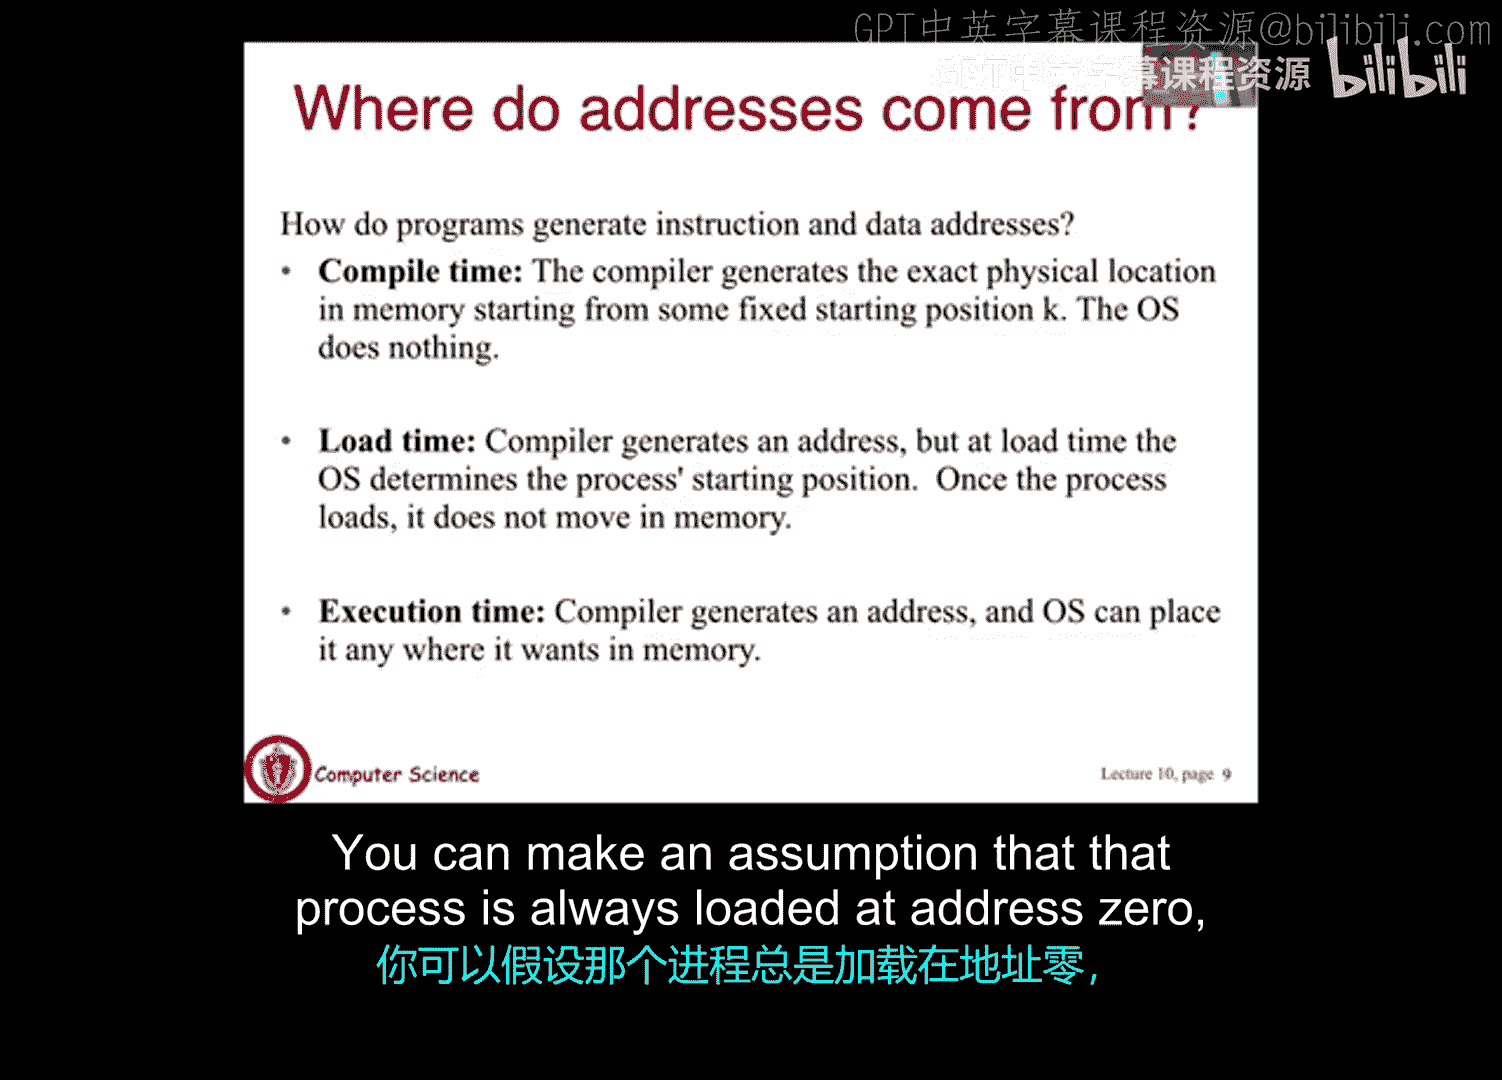 GPT中英字幕课程资源@bilibili.com
课程资源 bilibili
Where do addresses come from?
How do programs generate instruction and data addresses?
• Compile time: The compiler generates the exact physical location
in memory starting from some fixed starting position k. The OS
does nothing.
• Load time: Compiler generates an address, but at load time the
OS determines the process' starting position. Once the process
loads, it does not move in memory.
• Execution time: Compiler generates an address, and OS can place
it any where it wants in memory.
Computer Science
Lecture 10, page 9
You can make an assumption that that
process is always loaded at address zero,
你可以假设那个进程总是加载在地址零，